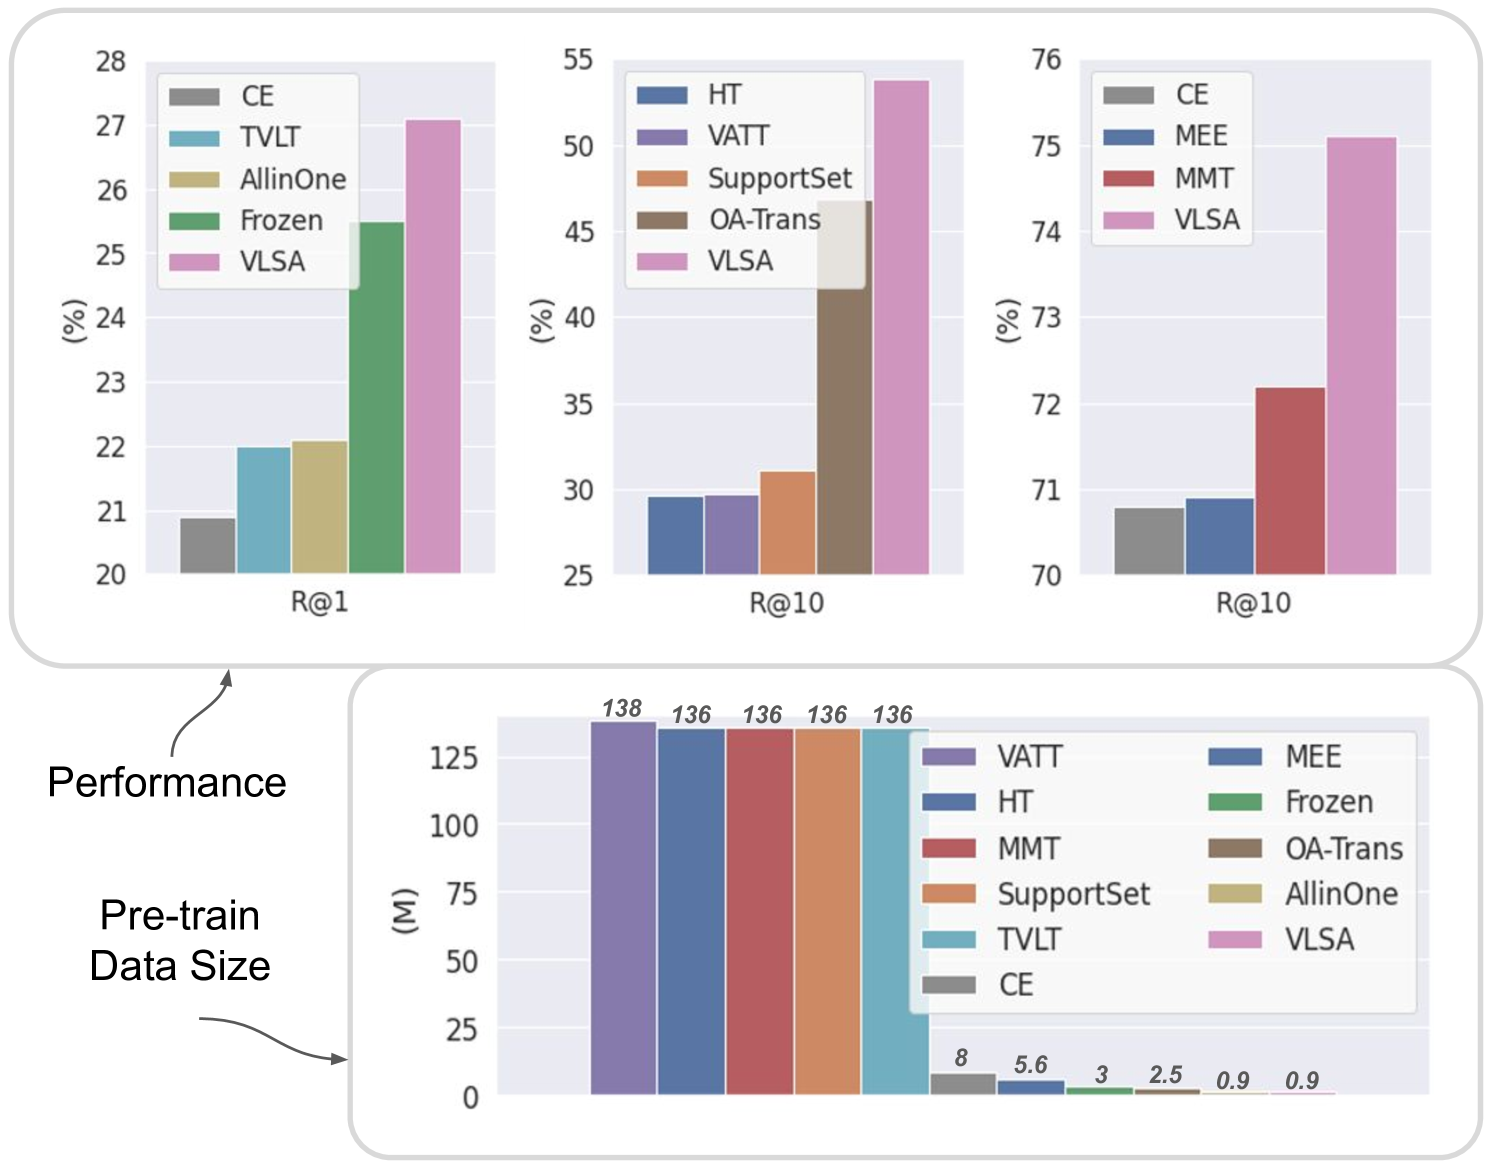 28
27
26
25
24
23
22
21
20
(%)
CE
TVLT
AllinOne
Frozen
VLSA
R@1
55
50
45
40
35
30
25
(%)
HT
VATT
SupportSet
OA-Trans
VLSA
R@10
76
75
74
73
72
71
70
(%)
CE
MEE
MMT
VLSA
R@10
Performance
Pre-train
Data Size
125
100
75
50
25
0
(M)
138
136
136
136
136
8
5.6
3
2.5
0.9
0.9
VATT
HT
MMT
SupportSet
TVLT
CE
MEE
Frozen
OA-Trans
AllinOne
VLSA